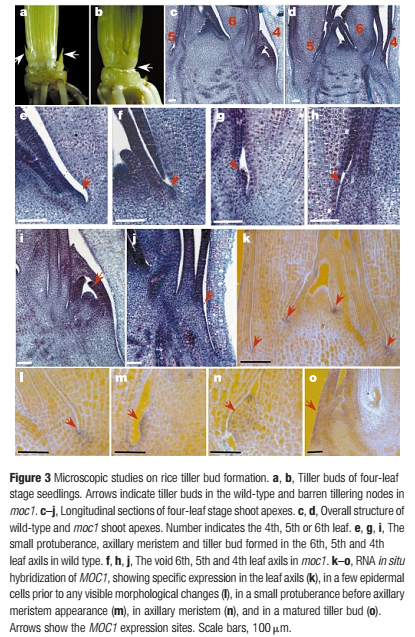 a b c 5 6 4 d 5 6 4
e f g h
i j k
l m n o
Figure 3 Microscopic studies on rice tiller bud formation. a, b, Tiller buds of four-leaf
stage seedlings. Arrows indicate tiller buds in the wild-type and barren tillering nodes in
moc1. c–j, Longitudinal sections of four-leaf stage shoot apexes. c, d, Overall structure of
wild-type and moc1 shoot apexes. Number indicates the 4th, 5th or 6th leaf. e, g, i, The
small protuberance, axillary meristem and tiller bud formed in the 6th, 5th and 4th
leaf axils in wild type. f, h, j, The void 6th, 5th and 4th leaf axils in moc1. k–o, RNA in situ
hybridization of MOC1, showing specific expression in the leaf axils (k), in a few epidermal
cells prior to any visible morphological changes (l), in a small protuberance before axillary
meristem appearance (m), in axillary meristem (n), and in a matured tiller bud (o).
Arrows show the MOC1 expression sites. Scale bars, 100 μm.